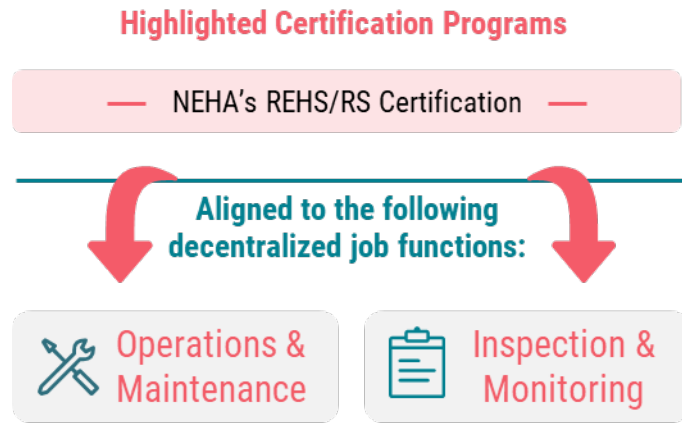 Highlighted Certification Programs
NEHA's REHS/RS Certification
Aligned to the following
decentralized job functions:
Operations &
Maintenance
Inspection &
Monitoring